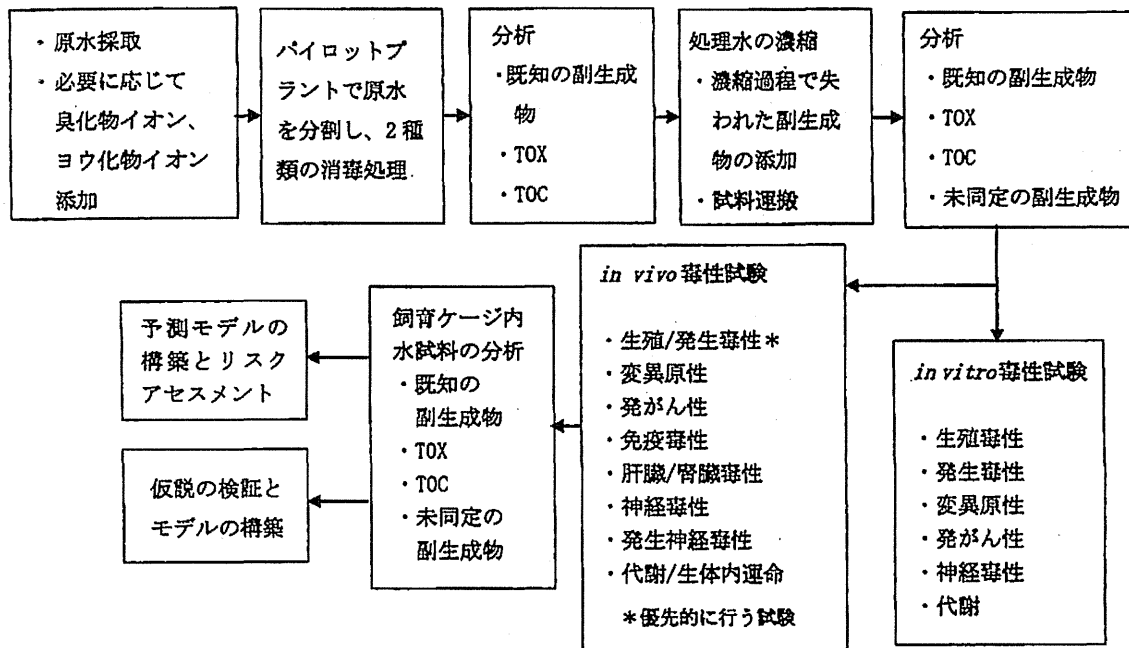 ・原水採取
・必要に応じて
臭化物イオン、
ヨウ化物イオン
添加
パイロットプ
ラントで原水
を分割し、2種
類の消毒処理
分析
・既知の副生成
物
・TOX
・TOC
処理水の濃縮
・濃縮過程で失
われた副生成
物の添加
・試料運搬
分析
・既知の副生成物
・TOX
・TOC
・未同定の副生成物
in vivo毒性試験
・生殖/発生毒性*
・変異原性
・発がん性
・免疫毒性
・肝臓/腎臓毒性
・神経毒性
・発生神経毒性
・代謝/生体内運命
*優先的に行う試験
in vitro毒性試験
・生殖毒性
・発生毒性
・変異原性
・発がん性
・神経毒性
・代謝
飼育ケージ内
水試料の分析
・既知の
副生成物
・TOX
・TOC
・未同定の
副生成物
予測モデルの
構築とリスク
アセスメント
仮説の検証と
モデルの構築